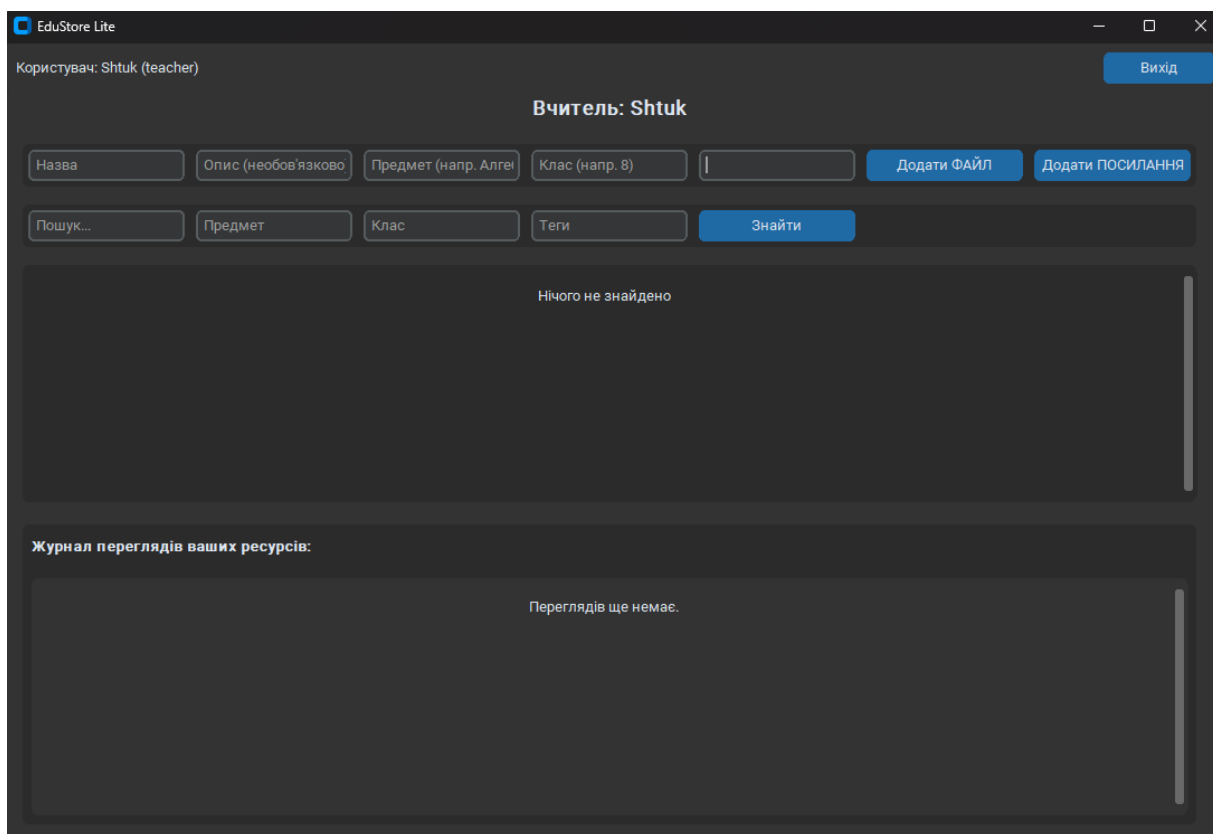 EduStore Lite
Користувач: Shtuk (teacher)
Вихід
Вчитель: Shtuk
Назва
Опис (необов'язково)
Предмет (напр. Алге
Клас (напр. 8)
Додати ФАЙЛ
Додати ПОСИЛАННЯ
Пошук...
Предмет
Клас
Теги
Знайти
Нічого не знайдено
Журнал переглядів ваших ресурсів:
Переглядів ще немає.